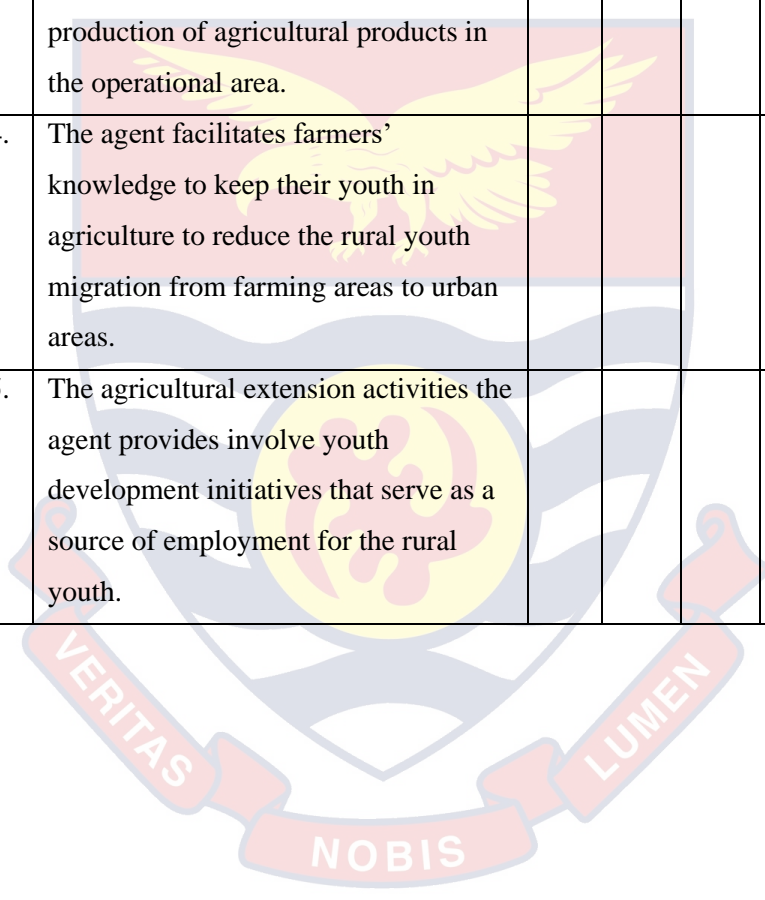 production of agricultural products in
the operational area.
The agent facilitates farmers’
knowledge to keep their youth in
agriculture to reduce the rural youth
migration from farming areas to urban
areas.
The agricultural extension activities the
agent provides involve youth
development initiatives that serve as a
source of employment for the rural
youth.
VERITAS
NOBIS
LUMEN